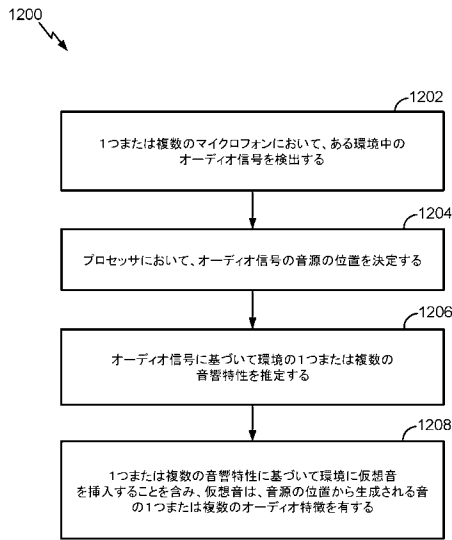 1200
1202
1つまたは複数のマイクロフォンにおいて、ある環境中の
オーディオ信号を検出する
1204
プロセッサにおいて、オーディオ信号の音源の位置を決定する
1206
オーディオ信号に基づいて環境の1つまたは複数の
音響特性を推定する
1208
1つまたは複数の音響特性に基づいて環境に仮想音
を挿入することを含み、仮想音は、音源の位置から生成される音
の1つまたは複数のオーディオ特徴を有する